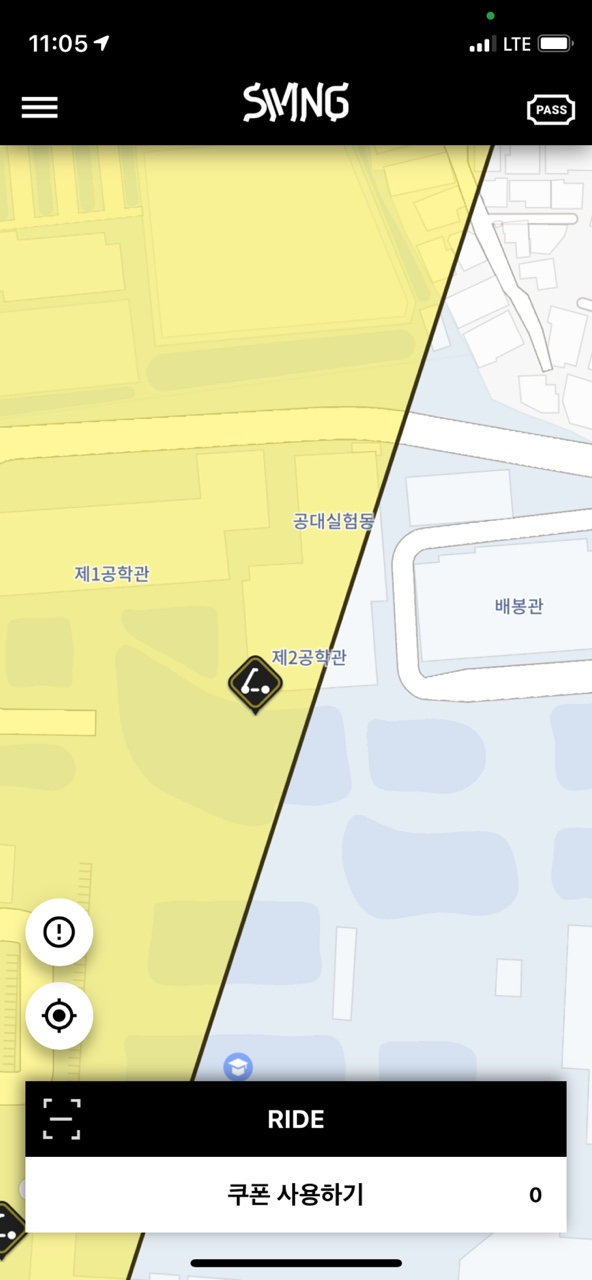 11:05
LTE
SWING
PASS
공대실험동
제1공학관
배봉관
제2공학관
RIDE
쿠폰 사용하기 0